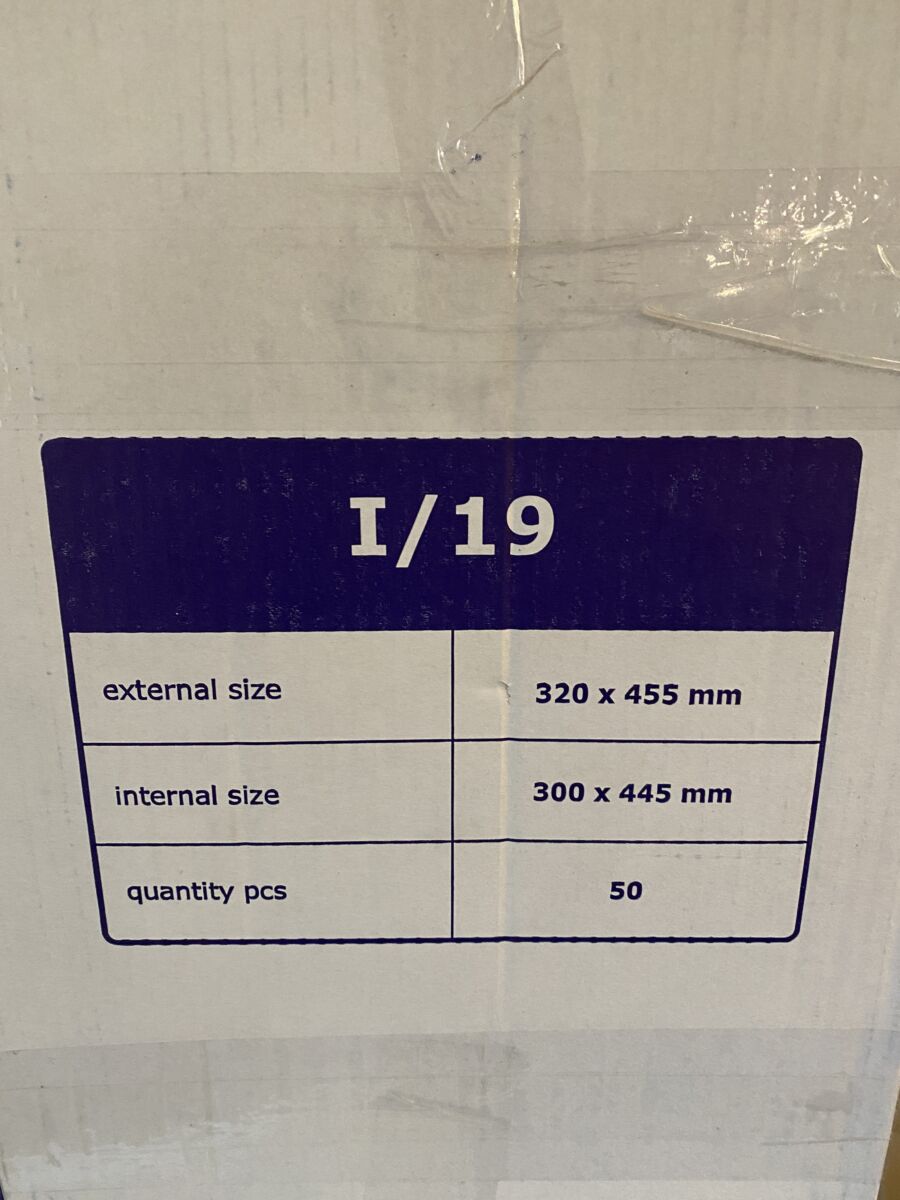 I/19
external size 320 x 455 mm
internal size 300 x 445 mm
quantity pcs 50